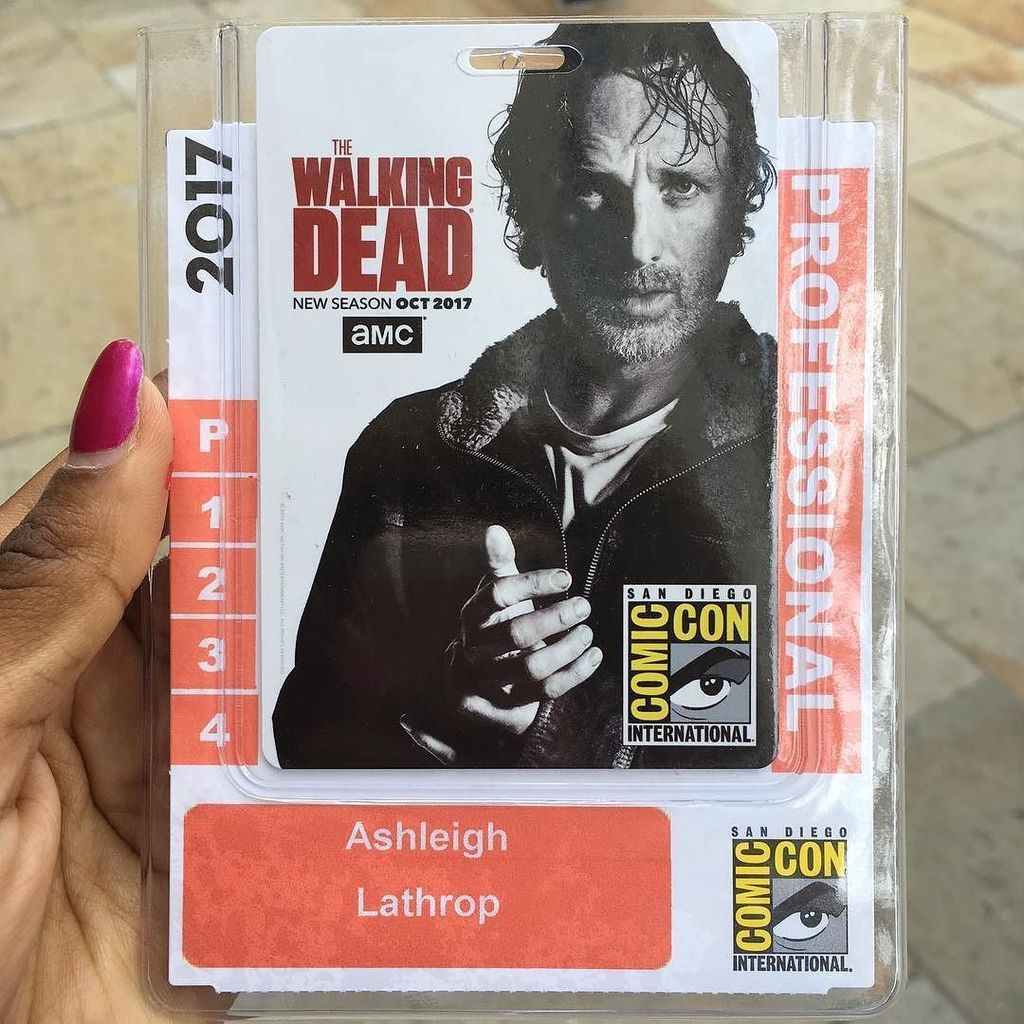 2017
THE
WALKING
DEAD
NEW SEASON OCT 2017
aMC
PROFESSIONAL
P
1
2
3
4
SAN DIEGO
COMIC
CON
INTERNATIONAL.
Ashleigh
Lathrop
SAN DIEGO
COMIC
CON
INTERNATIONAL.